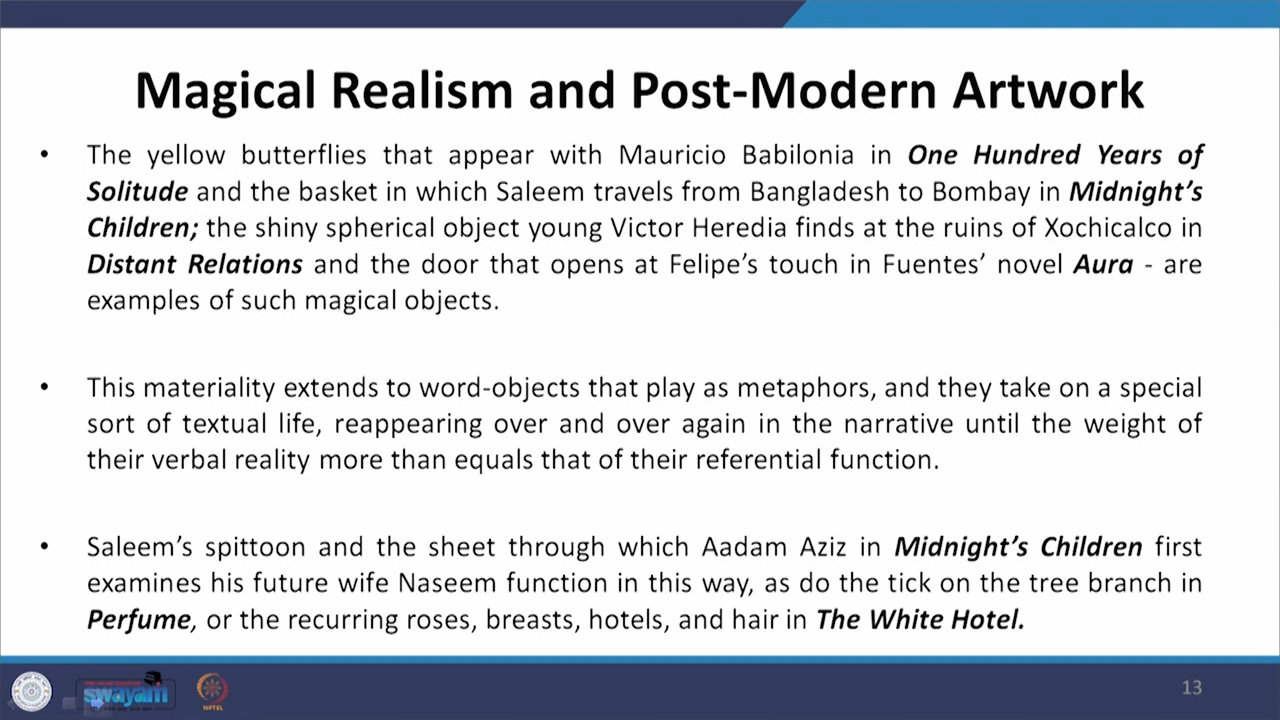 Magical Realism and Post-Modern Artwork
• The yellow butterflies that appear with Mauricio Babilonia in One Hundred Years of
Solitude and the basket in which Saleem travels from Bangladesh to Bombay in Midnight’s
Children; the shiny spherical object young Victor Heredia finds at the ruins of Xochicalco in
Distant Relations and the door that opens at Felipe’s touch in Fuentes’ novel Aura - are
examples of such magical objects.
• This materiality extends to word-objects that play as metaphors, and they take on a special
sort of textual life, reappearing over and over again in the narrative until the weight of
their verbal reality more than equals that of their referential function.
• Saleem’s spittoon and the sheet through which Aadam Aziz in Midnight’s Children first
examines his future wife Naseem function in this way, as do the tick on the tree branch in
Perfume, or the recurring roses, breasts, hotels, and hair in The White Hotel.
swayam
NPTEL
13